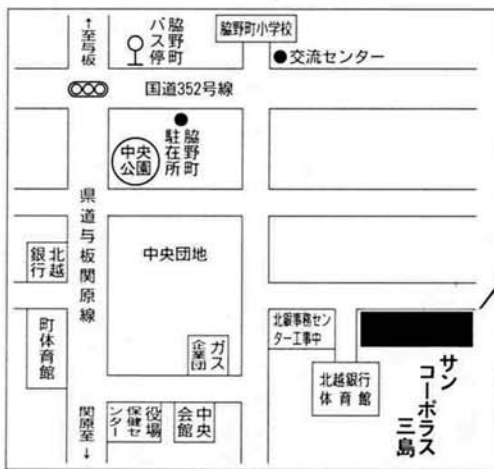 ↑至与板
脇野町
バス停
脇野町小学校
●交流センター
国道352号線
脇野町
駐在所
中央
公園
県道与板関原線
北越
銀行
中央団地
町体育館
ガス
企業団
北銀事務セン
ター工事中
北越銀行
体育館
サン
コーポラス
三島
関原至↓
役場
保健セ
ンター
中央
会館